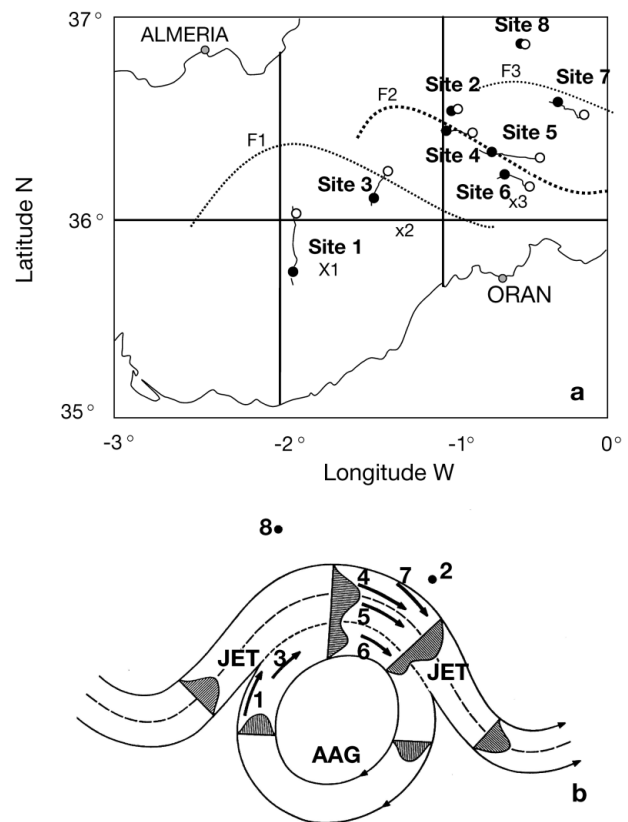 37°
ALMERIA
Site 8
F3
Site 7
Site 2
F2
Site 5
F1
Site 4
Site 3
Site 6
x3
36°
x2
Site 1
X1
ORAN
35°
a
-3°
-2°
-1°
0°
Longitude W
Latitude N
8
4
7
2
5
JET
3
6
JET
1
AAG
b